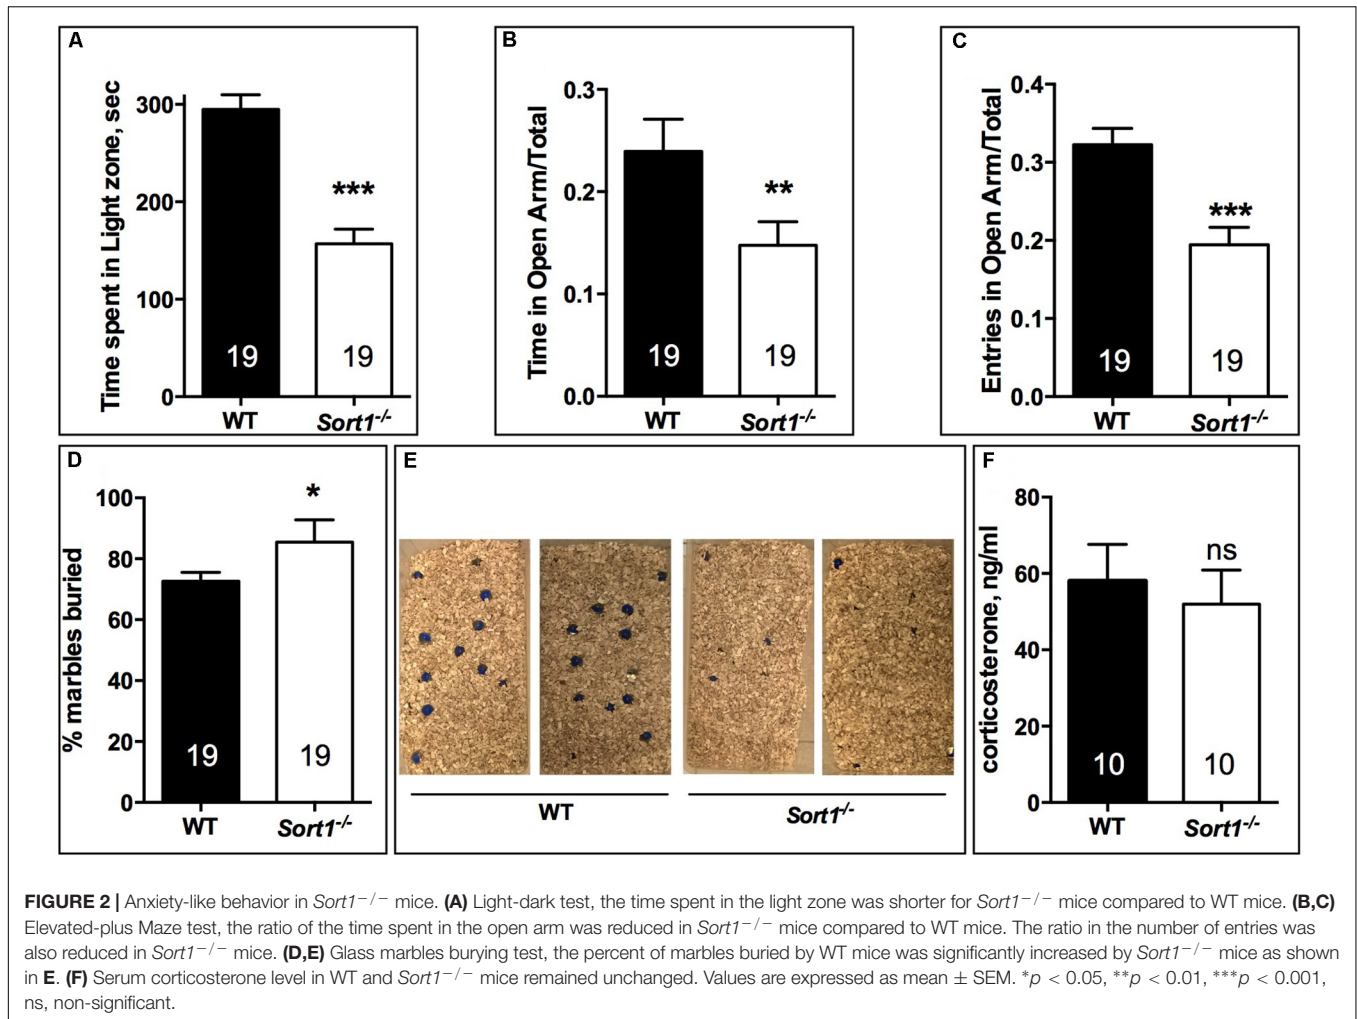 A
Time spent in Light zone, sec
300
200
100
0
***
19
19
WT
Sort1-/-
B
Time in Open Arm/Total
0.3
0.2
0.1
0.0
**
19
19
WT
Sort1-/-
C
Entries in Open Arm/Total
0.4
0.3
0.2
0.1
0.0
***
19
19
WT
Sort1-/-
D
% marbles buried
100
80
60
40
20
0
*
19
19
WT
Sort1-/-
E
WT
Sort1-/-
F
corticosterone, ng/ml
80
60
40
20
0
ns
10
10
WT
Sort1-/-
FIGURE 2 | Anxiety-like behavior in Sort1−/− mice. (A) Light-dark test, the time spent in the light zone was shorter for Sort1−/− mice compared to WT mice. (B,C)
Elevated-plus Maze test, the ratio of the time spent in the open arm was reduced in Sort1−/− mice compared to WT mice. The ratio in the number of entries was
also reduced in Sort1−/− mice. (D,E) Glass marbles burying test, the percent of marbles buried by WT mice was significantly increased by Sort1−/− mice as shown
in E. (F) Serum corticosterone level in WT and Sort1−/− mice remained unchanged. Values are expressed as mean ± SEM. *p < 0.05, **p < 0.01, ***p < 0.001,
ns, non-significant.